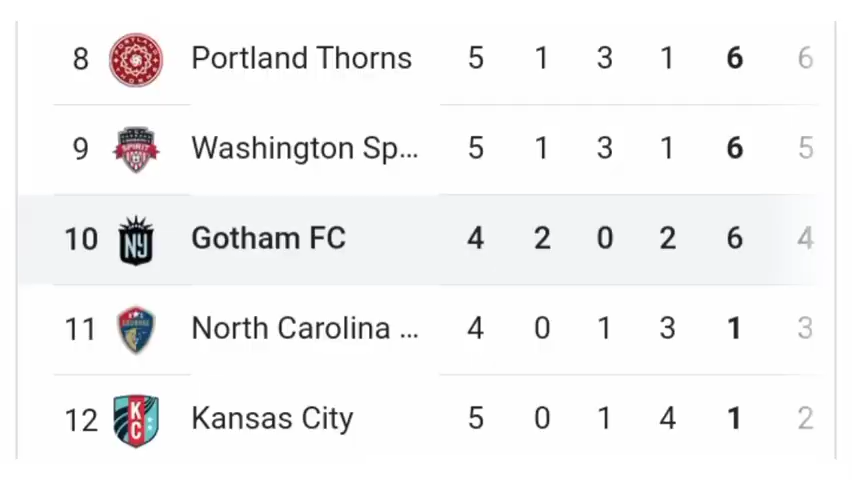 8 Portland Thorns 5 1 3 1 6 6
9 Washington Sp... 5 1 3 1 6 5
10 NY Gotham FC 4 2 0 2 6 4
11 North Carolina ... 4 0 1 3 1 3
12 KC Kansas City 5 0 1 4 1 2